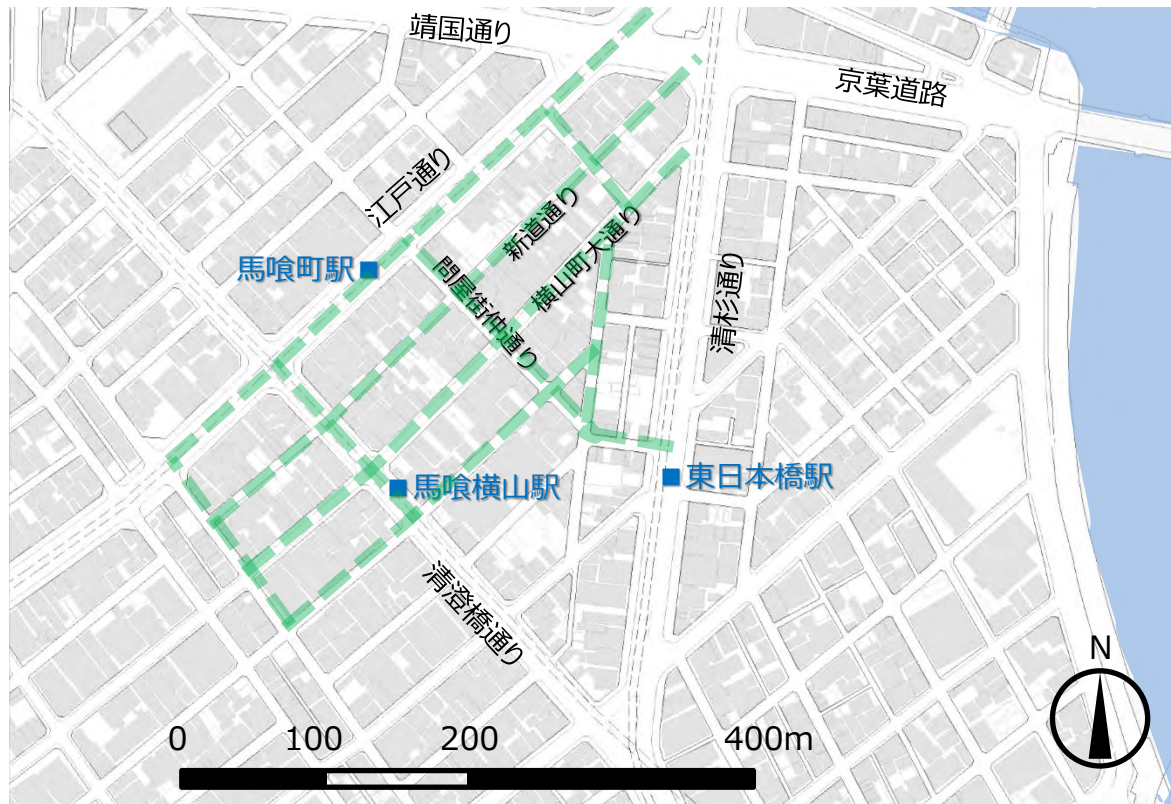 靖国通り
京葉道路
江戸通り
新道通り
横山町大通り
馬喰町駅
問屋街仲通り
清杉通り
馬喰横山駅
東日本橋駅
清澄橋通り
N
0 100 200 400m